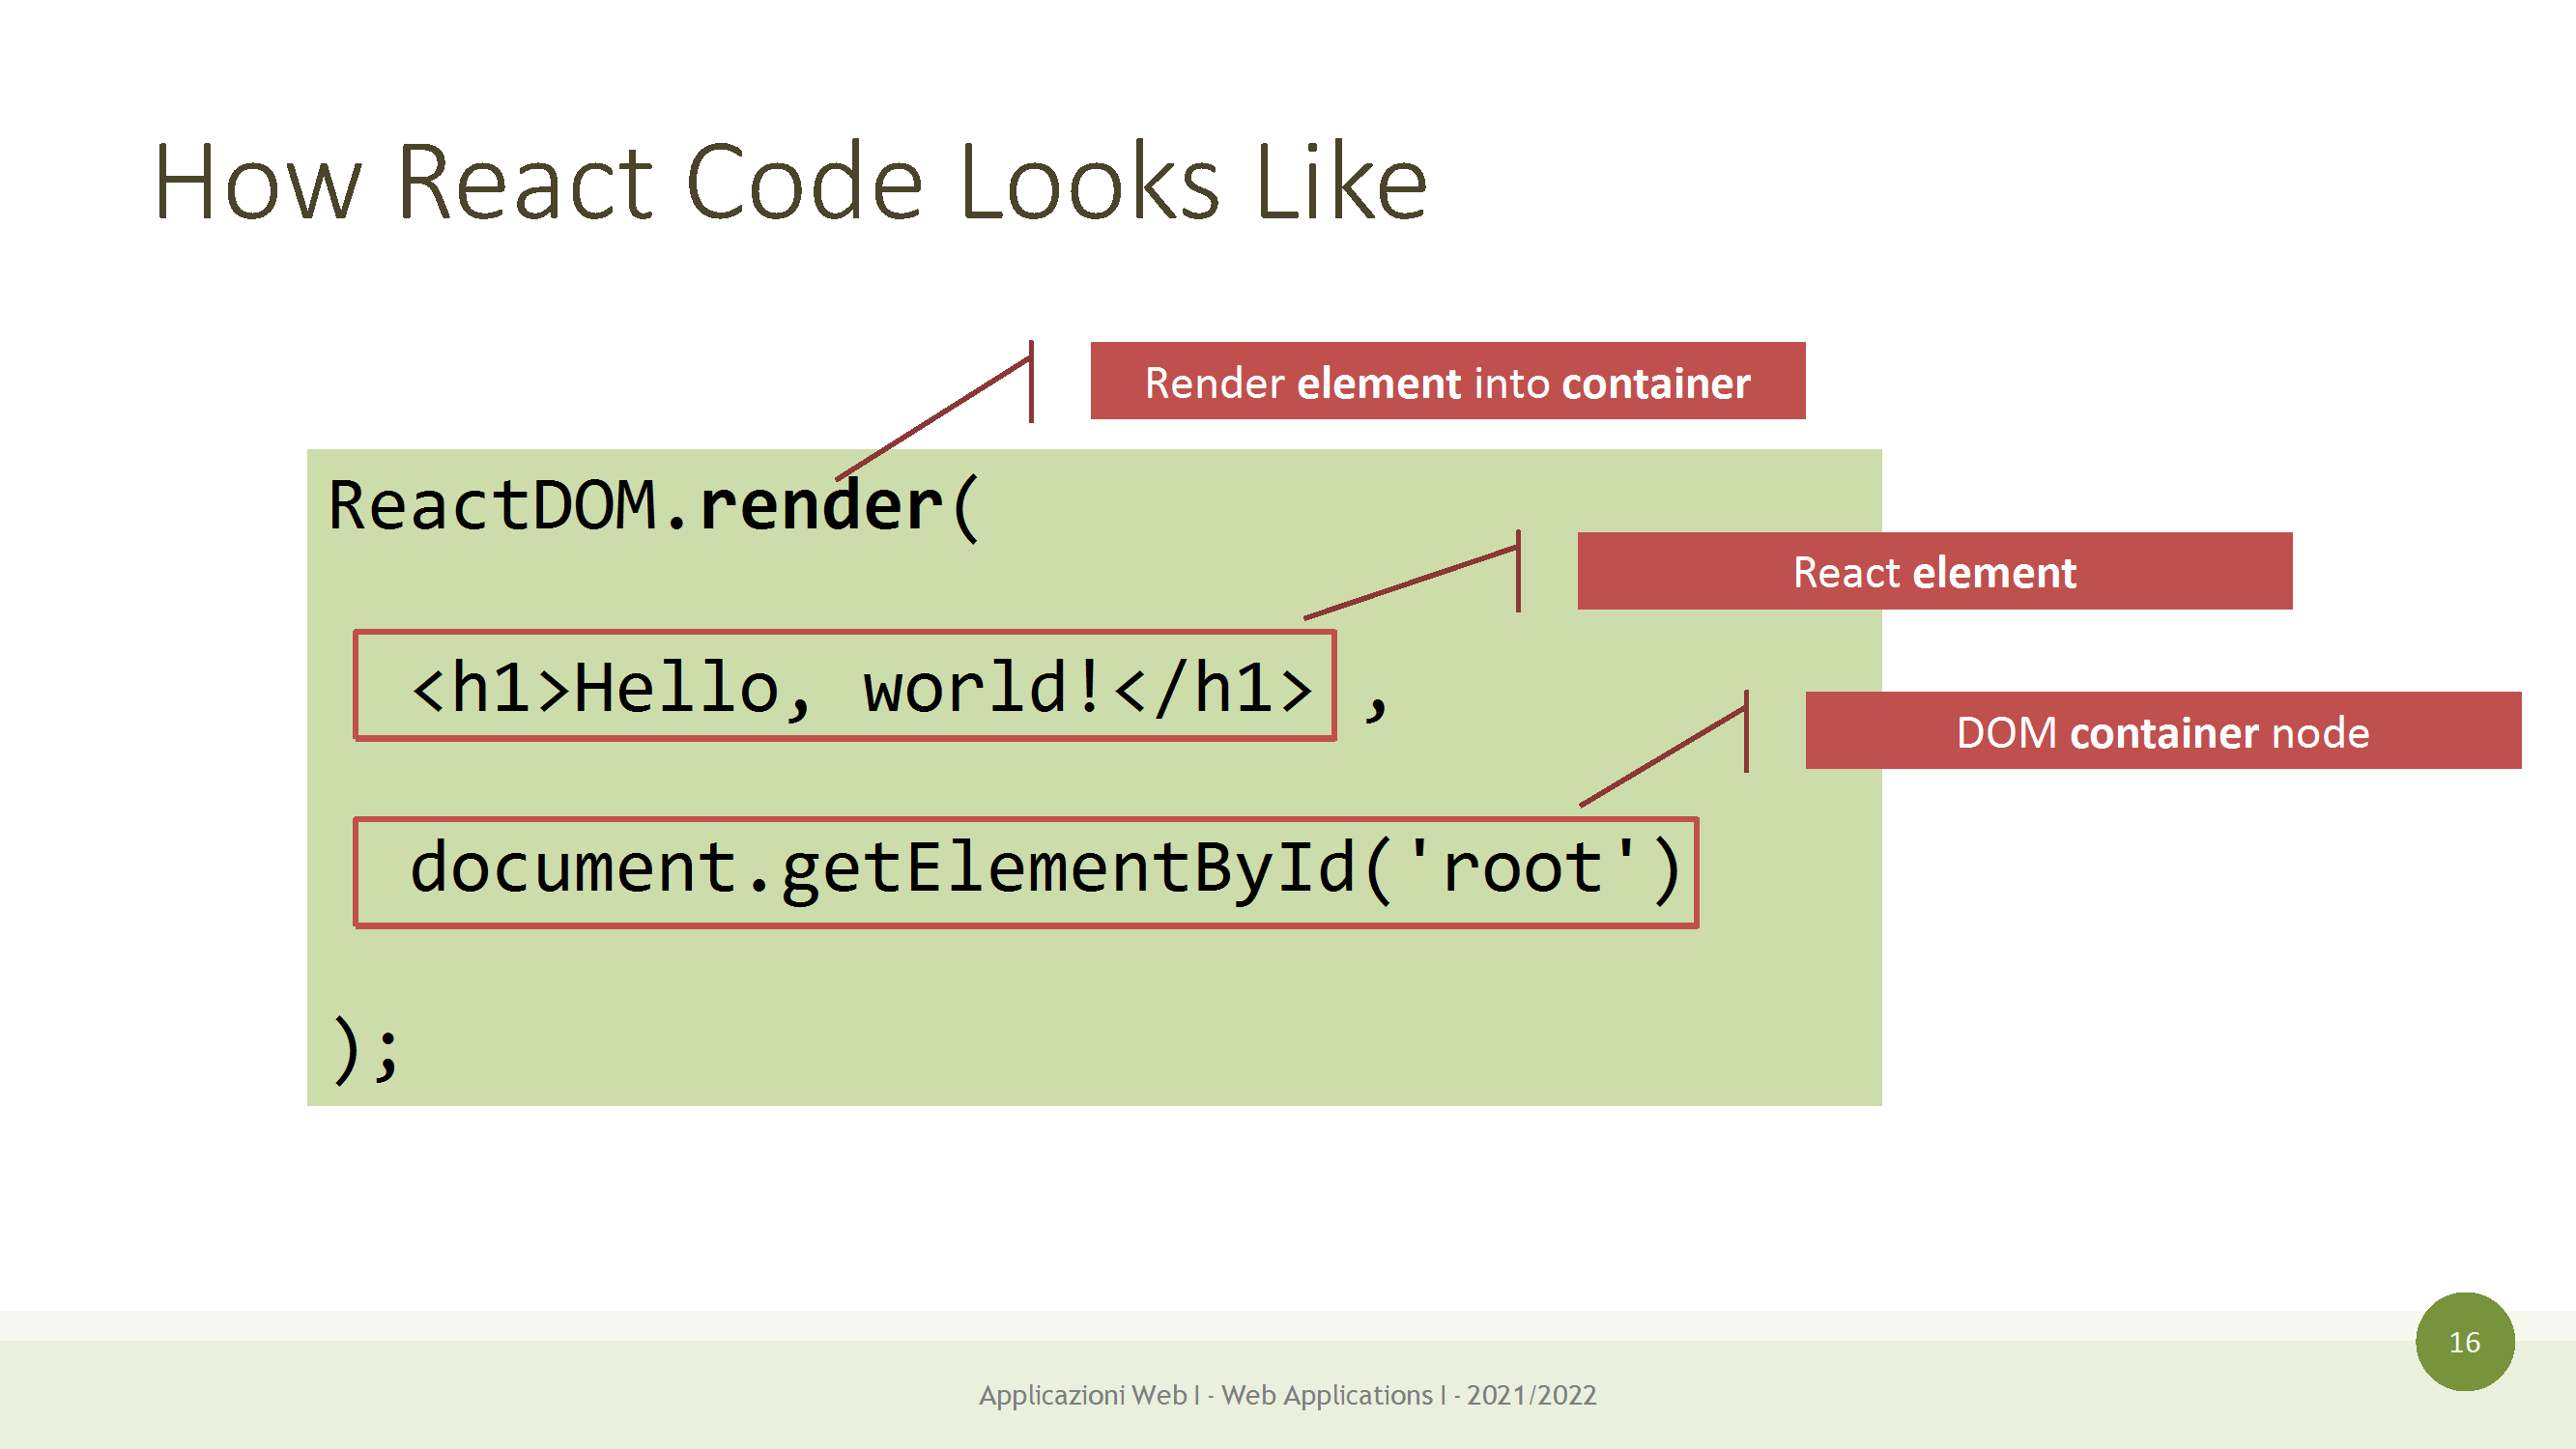 How React Code Looks Like
Render element into container
ReactDOM.render(
React element
<h1>Hello, world!</h1> ,
DOM container node
document.getElementById('root')
);
16
Applicazioni Web I - Web Applications I - 2021/2022